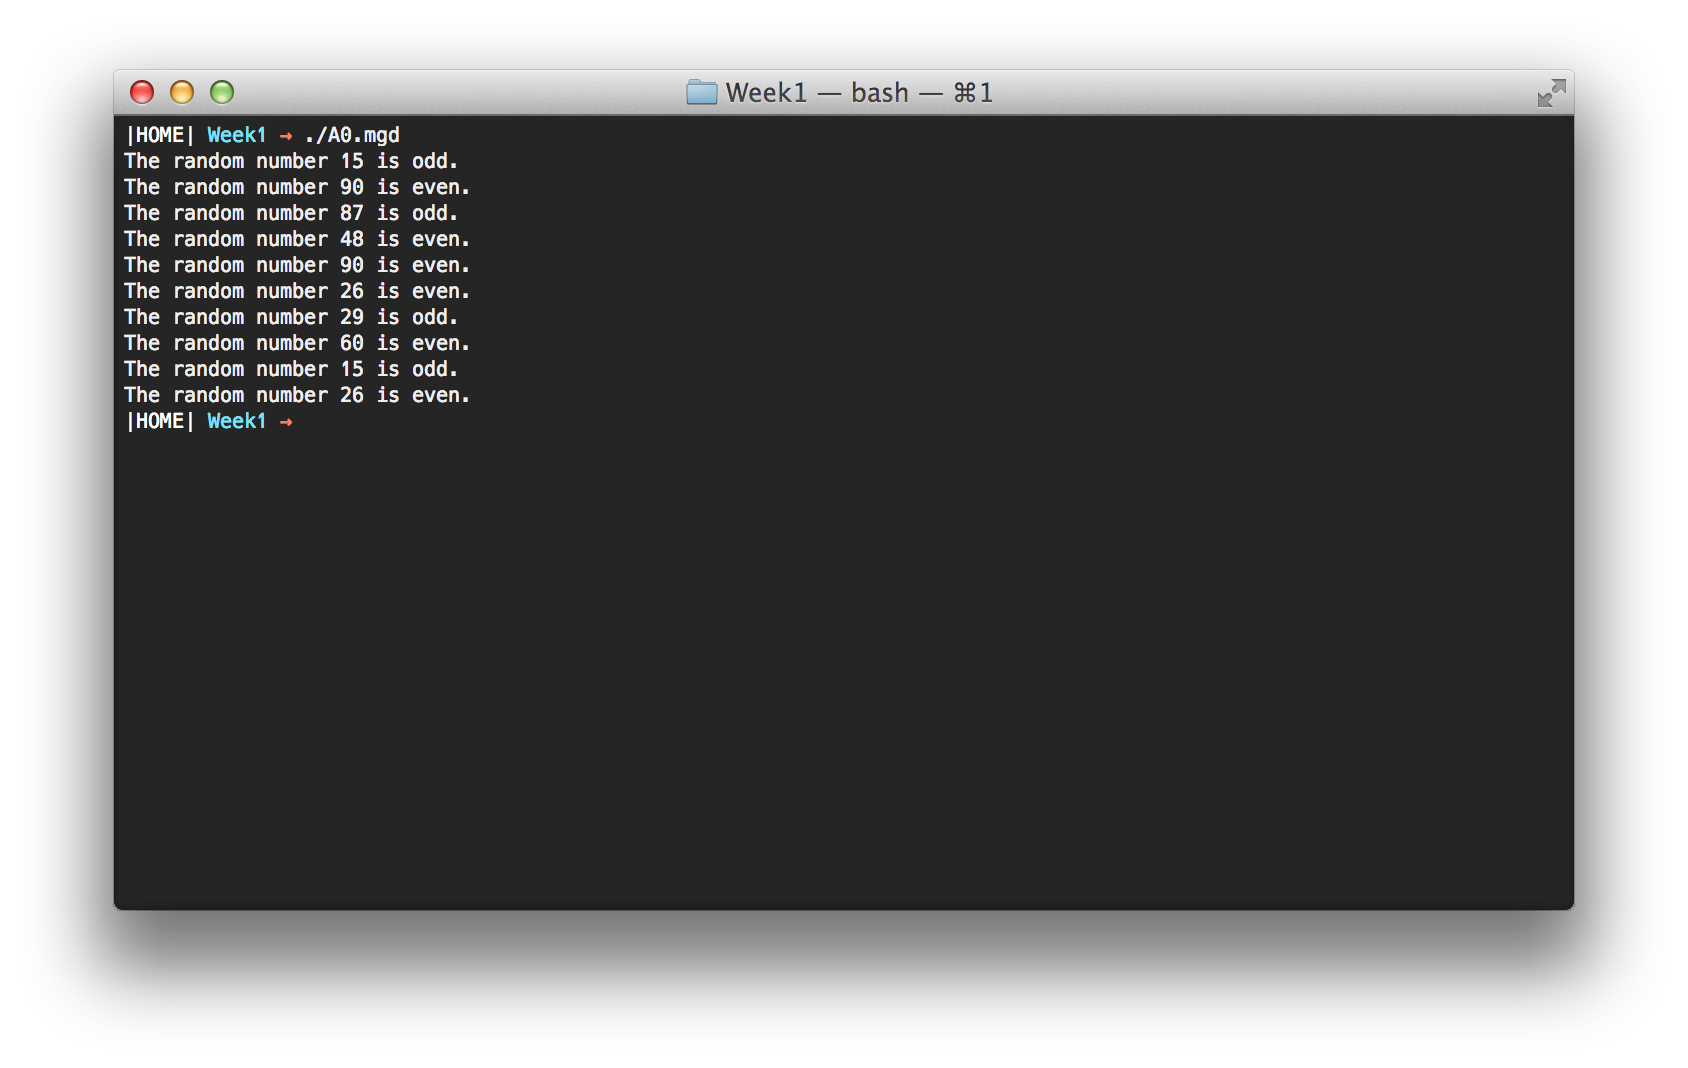 Week1 — bash — ⌘1
|HOME| Week1 → ./A0.mgd
The random number 15 is odd.
The random number 90 is even.
The random number 87 is odd.
The random number 48 is even.
The random number 90 is even.
The random number 26 is even.
The random number 29 is odd.
The random number 60 is even.
The random number 15 is odd.
The random number 26 is even.
|HOME| Week1 →